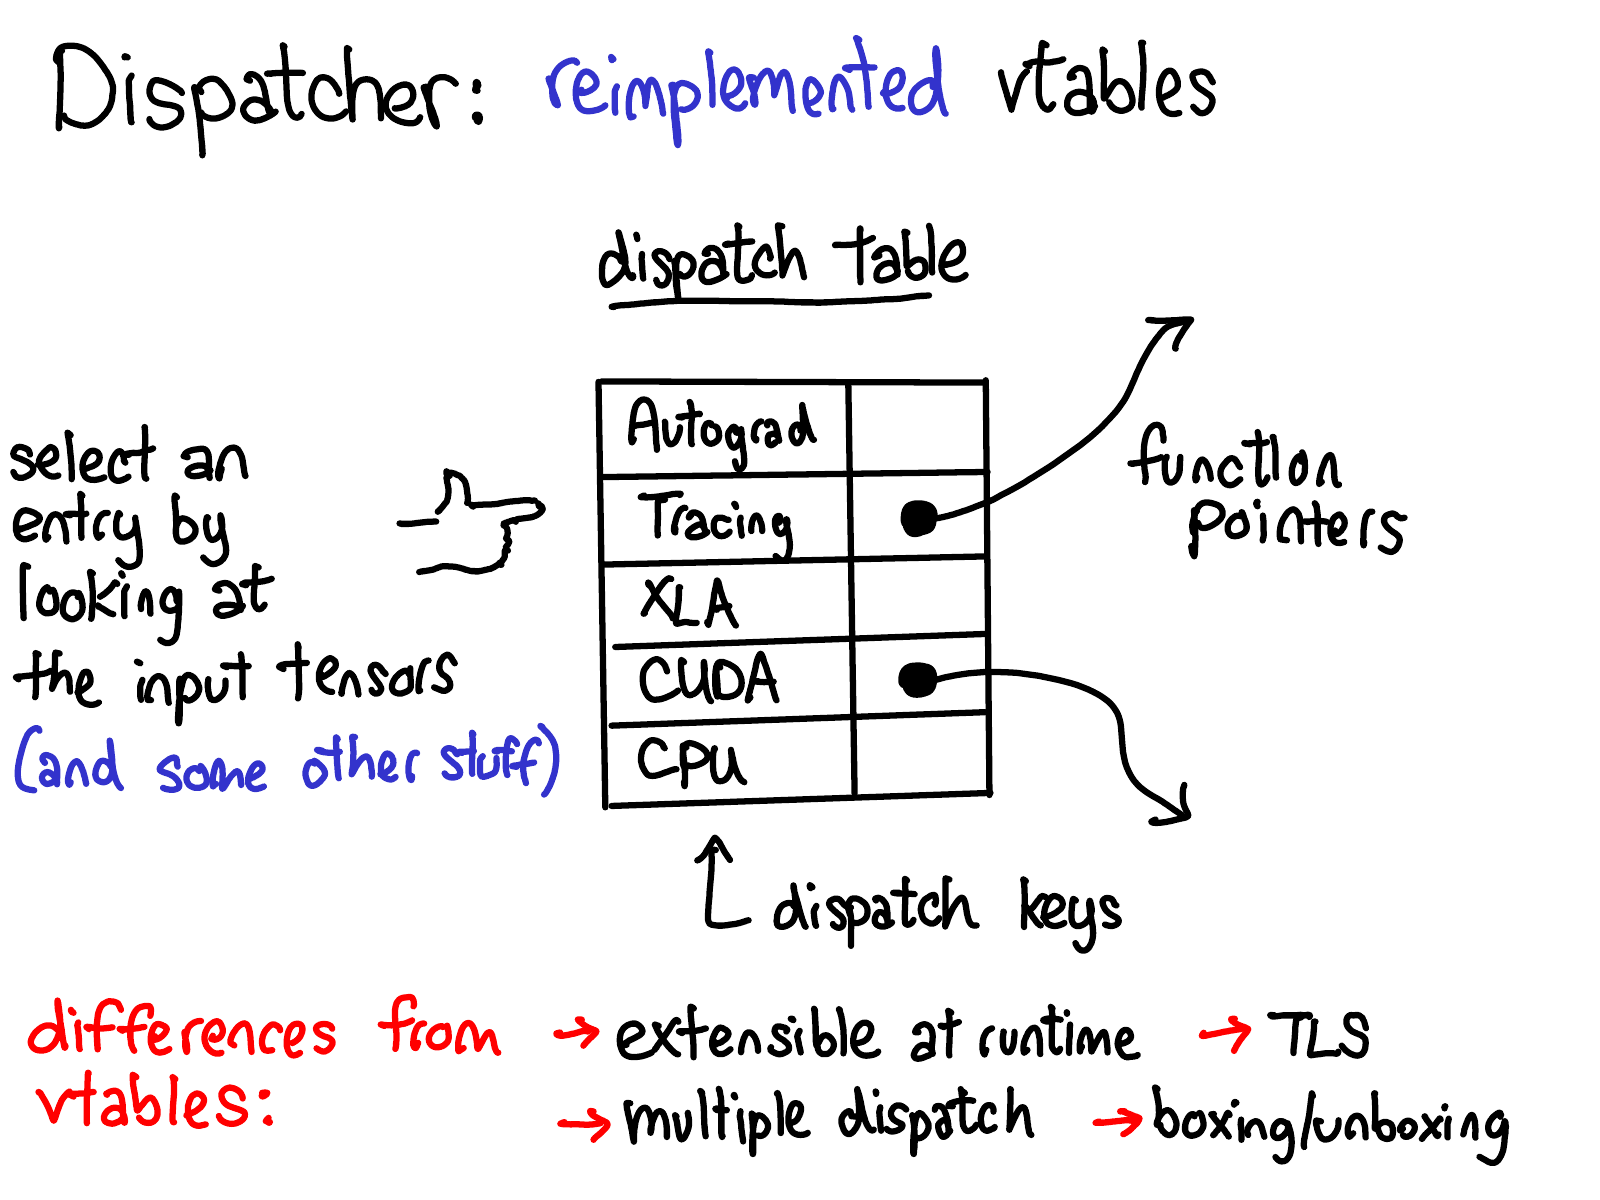 Dispatcher: reimplemented vtables
dispatch table
select an
entry by
looking at
the input tensors
(and some other stuff)
Autograd
Tracing
XLA
CUDA
CPU
function
pointers
dispatch keys
differences from
vtables:
→ extensible at runtime → TLS
→ multiple dispatch → boxing/unboxing